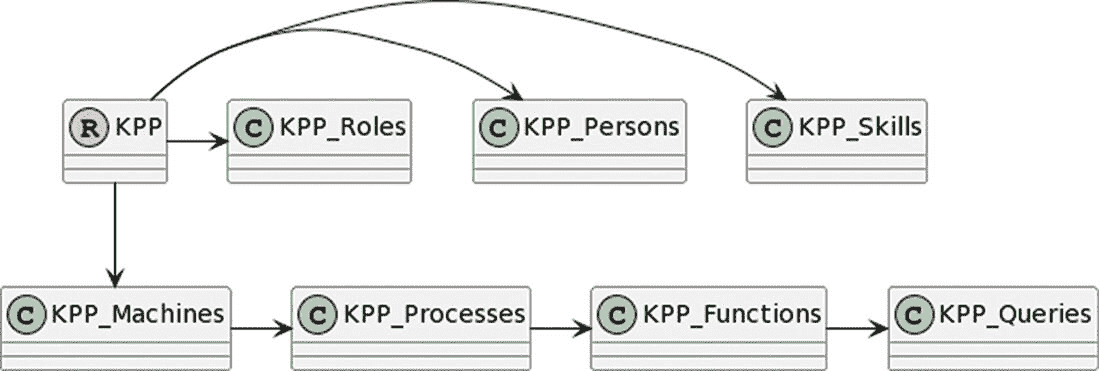 R KPP
C KPP_Roles
C KPP_Persons
C KPP_Skills
C KPP_Machines
C KPP_Processes
C KPP_Functions
C KPP_Queries